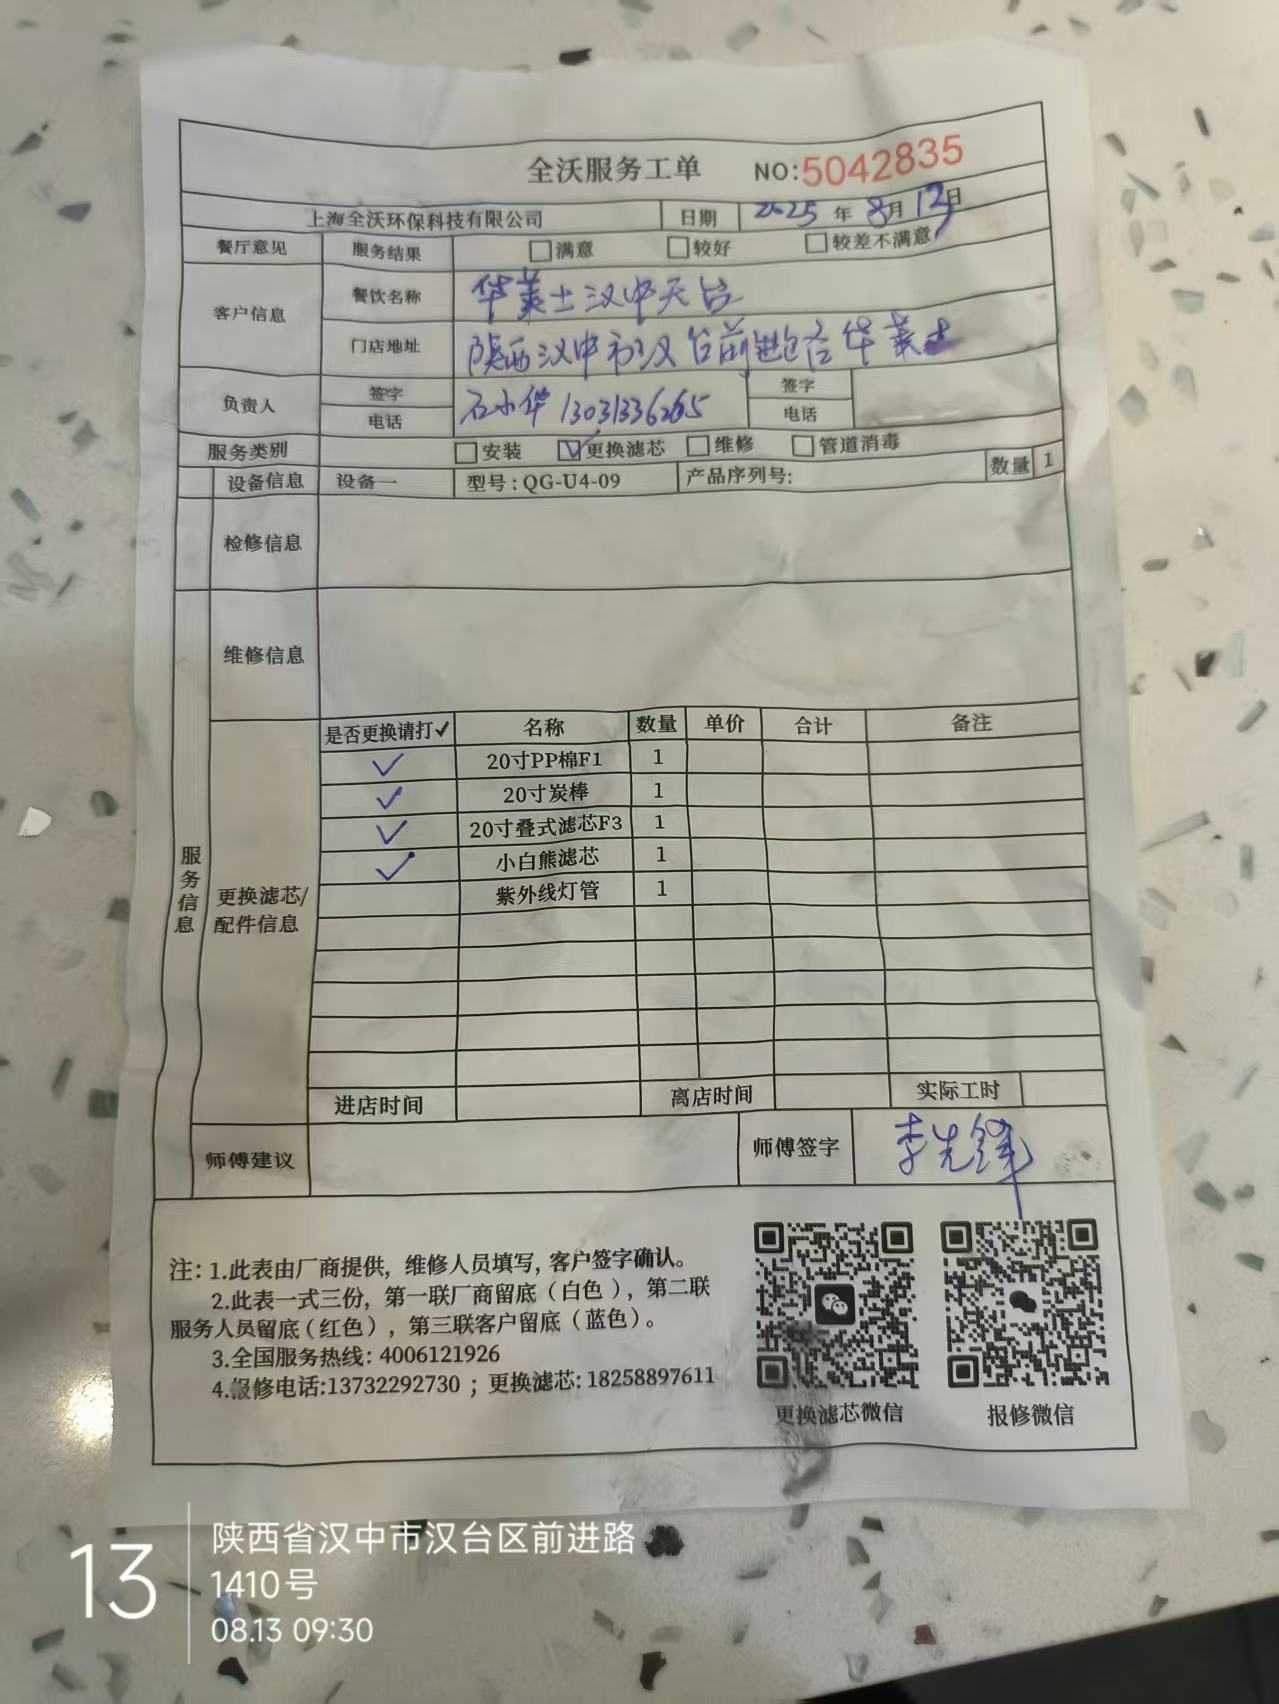 全沃服务工单 NO:5042835
上海全沃环保科技有限公司 日期 2025年8月12日
餐厅意见 服务结果 满意 较好 较差不满意
客户信息 餐饮名称 华莱士汉中天台
门店地址 陕西汉中市汉台前进路 华莱士
负责人 签字 电话 石小华 13031336265 签字 电话
服务类别 安装 ✓更换滤芯 维修 管道消毒
设备信息 设备一 型号:QG-U4-09 产品序列号: 数量 1
检修信息
维修信息
服务信息
更换滤芯/
配件信息
是否更换请打✓ 名称 数量 单价 合计 备注
✓ 20寸PP棉F1 1
✓ 20寸炭棒 1
✓ 20寸叠式滤芯F3 1
✓ 小白熊滤芯 1
紫外线灯管 1
进店时间 离店时间 实际工时
师傅建议 师傅签字 李先锋
注:1.此表由厂商提供,维修人员填写,客户签字确认。
2.此表一式三份,第一联厂商留底(白色),第二联
服务人员留底(红色),第三联客户留底(蓝色)。
3.全国服务热线:4006121926
4.报修电话:13732292730;更换滤芯:18258897611
更换滤芯微信 报修微信
13
陕西省汉中市汉台区前进路
1410号
08.13 09:30